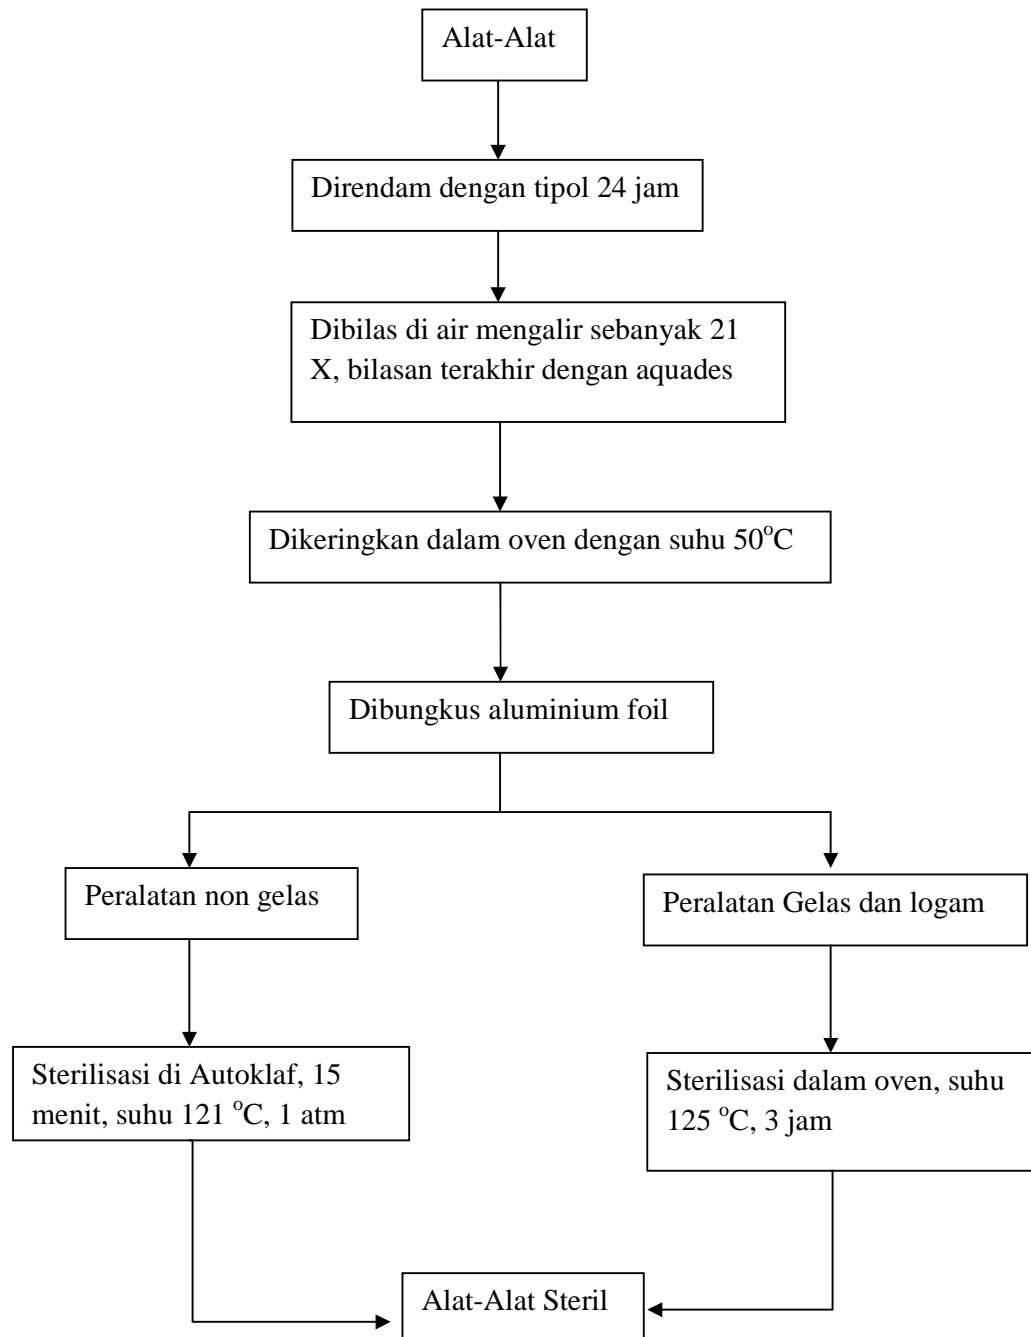 Alat-Alat
Direndam dengan tipol 24 jam
Dibilas di air mengalir sebanyak 21
X, bilasan terakhir dengan aquades
Dikeringkan dalam oven dengan suhu 50°C
Dibungkus aluminium foil
Peralatan non gelas
Peralatan Gelas dan logam
Sterilisasi di Autoklaf, 15
menit, suhu 121 °C, 1 atm
Sterilisasi dalam oven, suhu
125 °C, 3 jam
Alat-Alat Steril